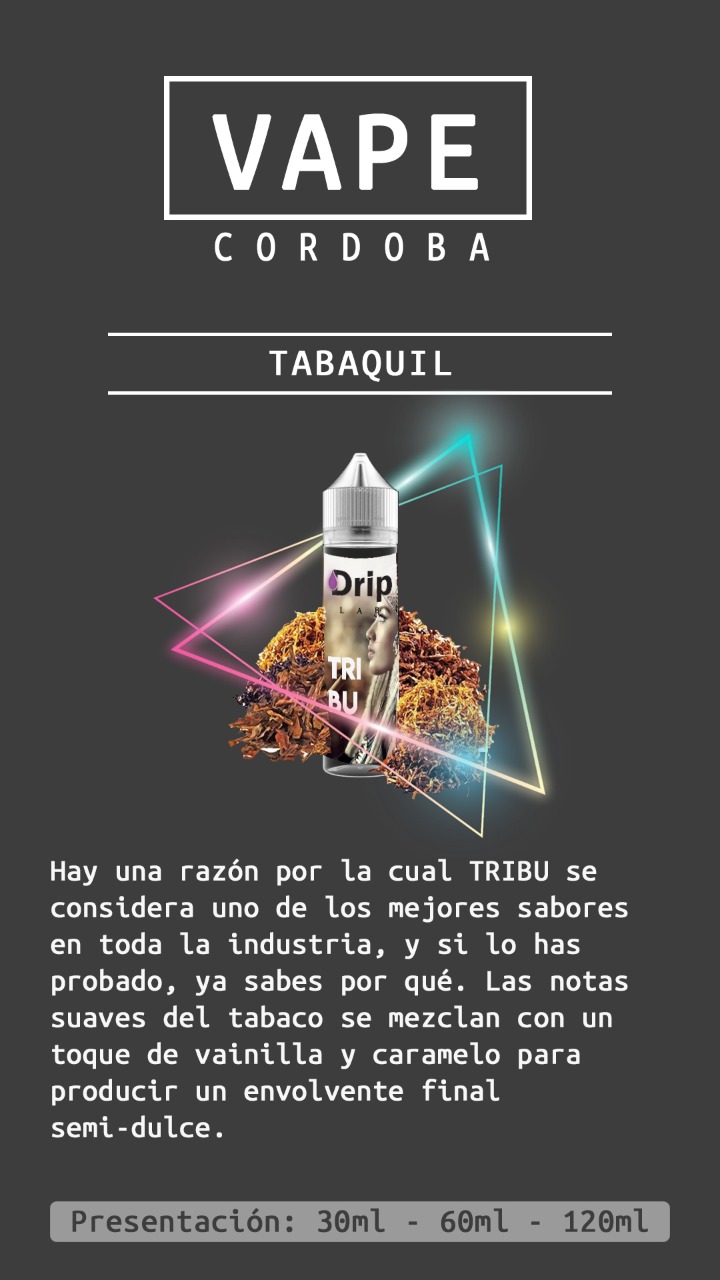 VAPE
CORDOBA
TABAQUIL
Drip
LABS
TRI
BU
Hay una razón por la cual TRIBU se
considera uno de los mejores sabores
en toda la industria, y si lo has
probado, ya sabes por qué. Las notas
suaves del tabaco se mezclan con un
toque de vainilla y caramelo para
producir un envolvente final
semi-dulce.
Presentación: 30ml - 60ml - 120ml